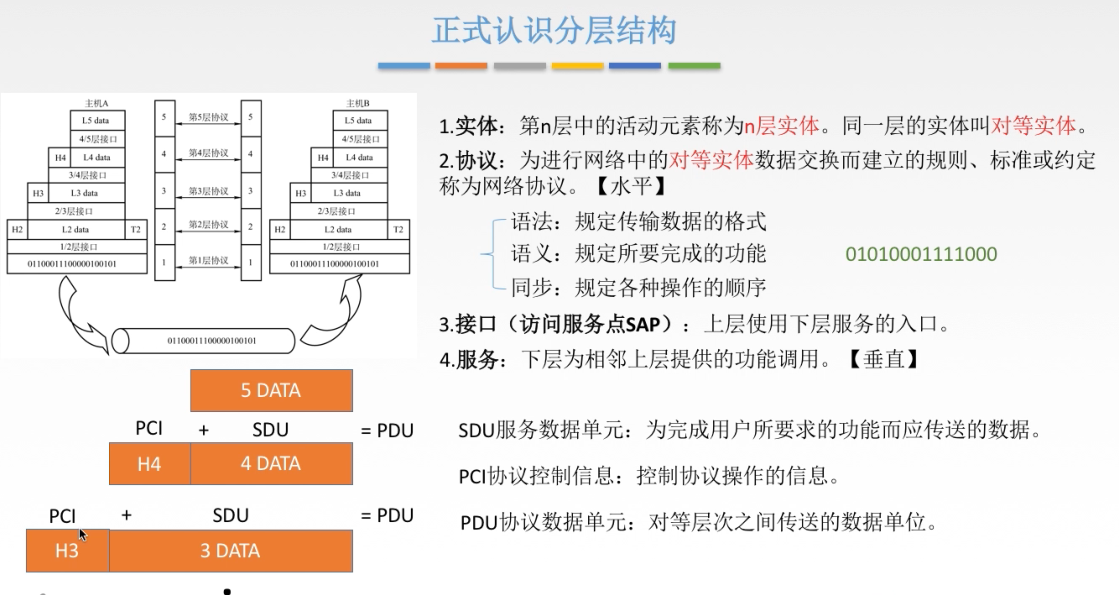 正式认识分层结构
主机A
主机B
L5 data
5
第5层协议
5
L5 data
4/5层接口
4/5层接口
H4 L4 data
4
第4层协议
4
H4 L4 data
3/4层接口
3/4层接口
H3 L3 data
3
第3层协议
3
H3 L3 data
2/3层接口
2/3层接口
H2 L2 data T2
2
第2层协议
2
H2 L2 data T2
1/2层接口
1/2层接口
01100011100000100101
1
第1层协议
1
01100011100000100101
01100011100000100101
5 DATA
PCI + SDU = PDU
H4 4 DATA
PCI + SDU = PDU
H3 3 DATA
1.实体：第n层中的活动元素称为n层实体。同一层的实体叫对等实体。
2.协议：为进行网络中的对等实体数据交换而建立的规则、标准或约定
称为网络协议。【水平】
语法：规定传输数据的格式
语义：规定所要完成的功能
01010001111000
同步：规定各种操作的顺序
3.接口（访问服务点SAP）：上层使用下层服务的入口。
4.服务：下层为相邻上层提供的功能调用。【垂直】
SDU服务数据单元：为完成用户所要求的功能而应传送的数据。
PCI协议控制信息：控制协议操作的信息。
PDU协议数据单元：对等层次之间传送的数据单位。